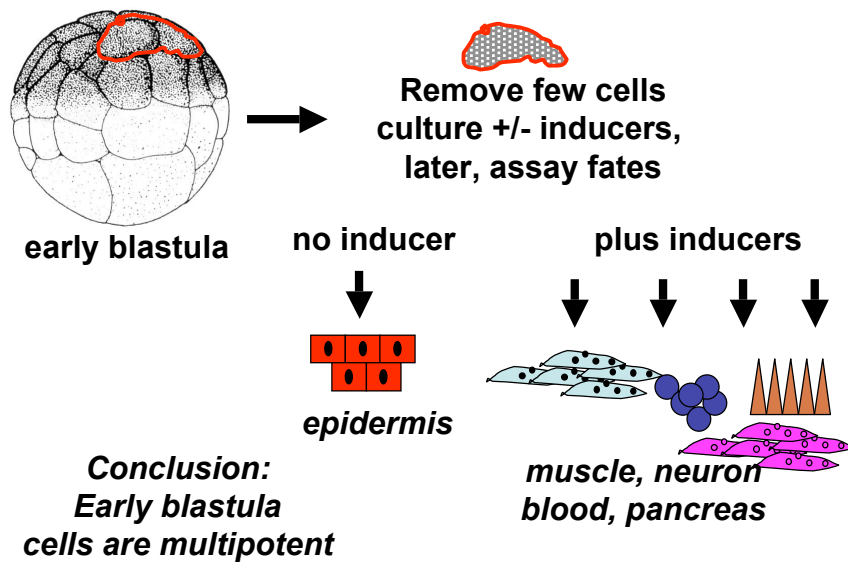 Remove few cells
culture +/- inducers,
later, assay fates
early blastula
no inducer
plus inducers
epidermis
muscle, neuron
blood, pancreas
Conclusion:
Early blastula
cells are multipotent